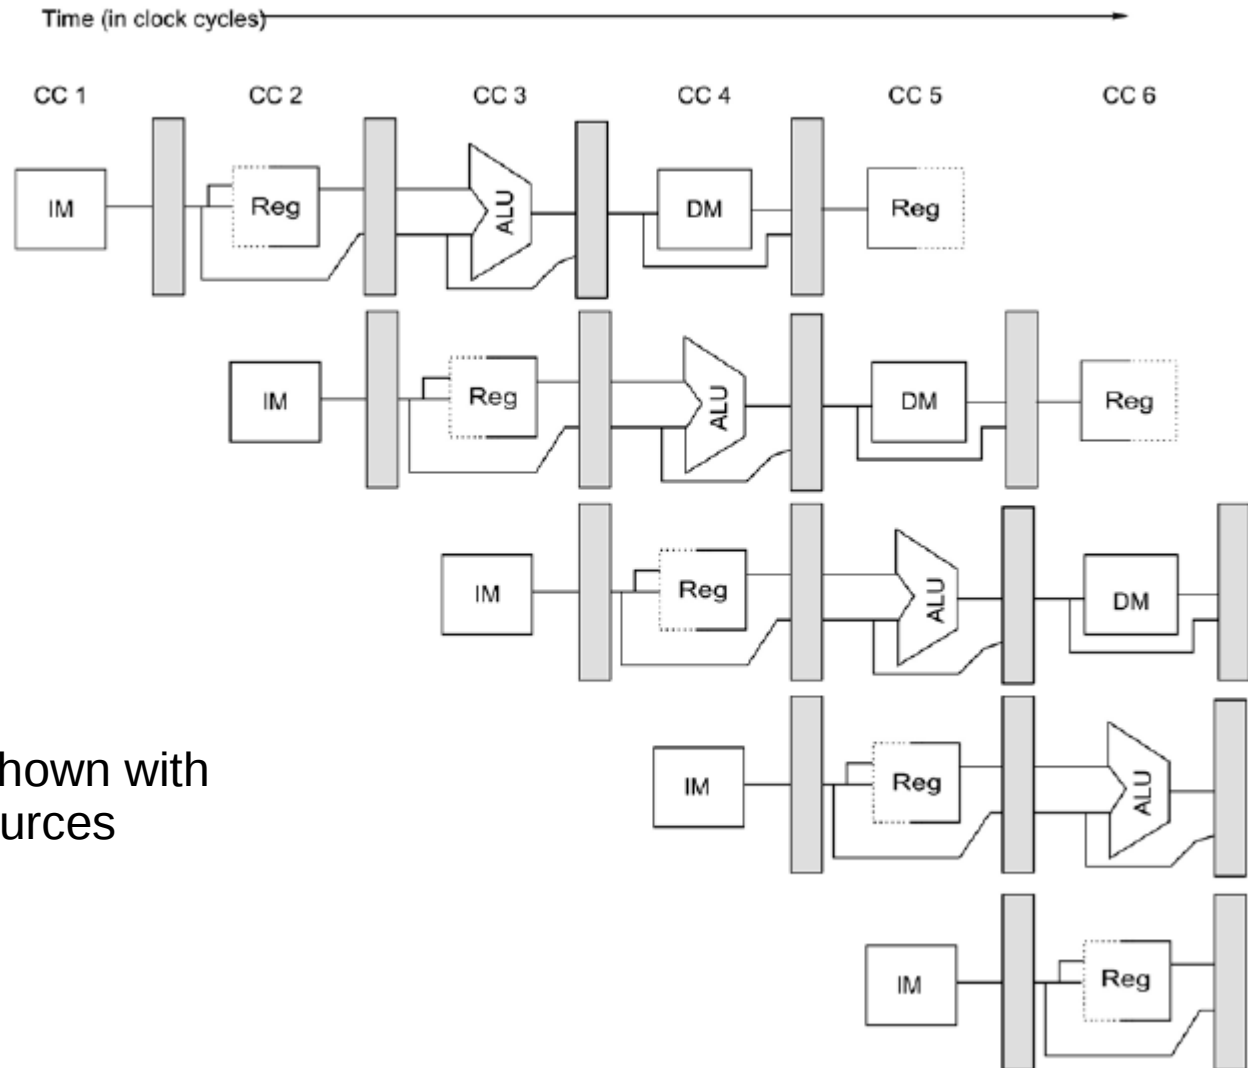 Time (in clock cycles)
CC 1 CC 2 CC 3 CC 4 CC 5 CC 6
IM Reg ALU DM Reg
IM Reg ALU DM Reg
IM Reg ALU DM
IM Reg ALU
IM Reg
hown with
urces